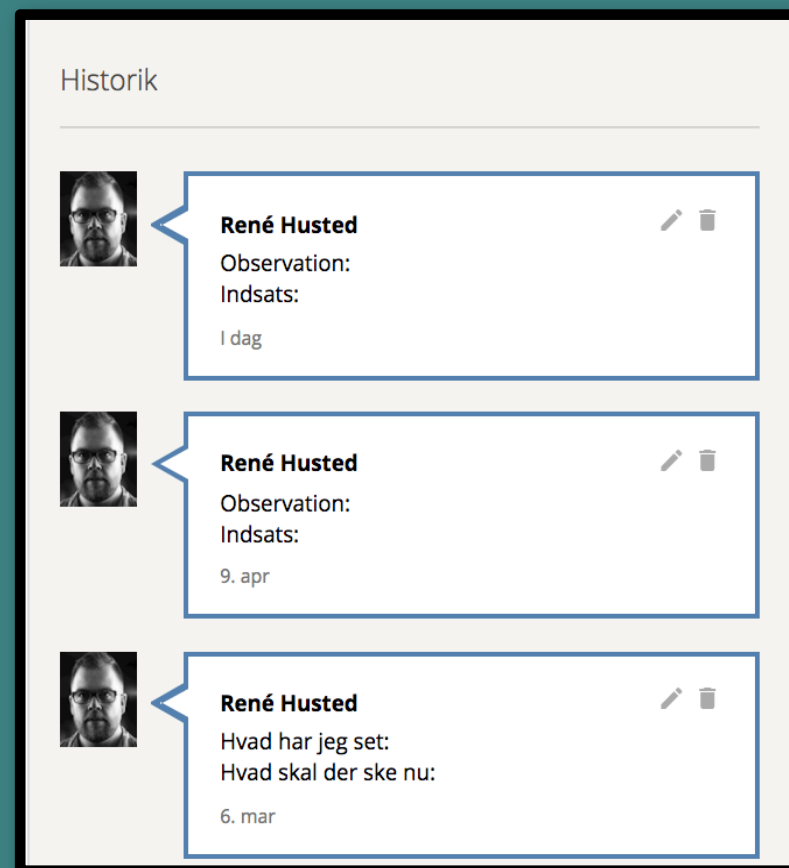 Historik
René Husted
Observation:
Indsats:
I dag
René Husted
Observation:
Indsats:
9. apr
René Husted
Hvad har jeg set:
Hvad skal der ske nu:
6. mar